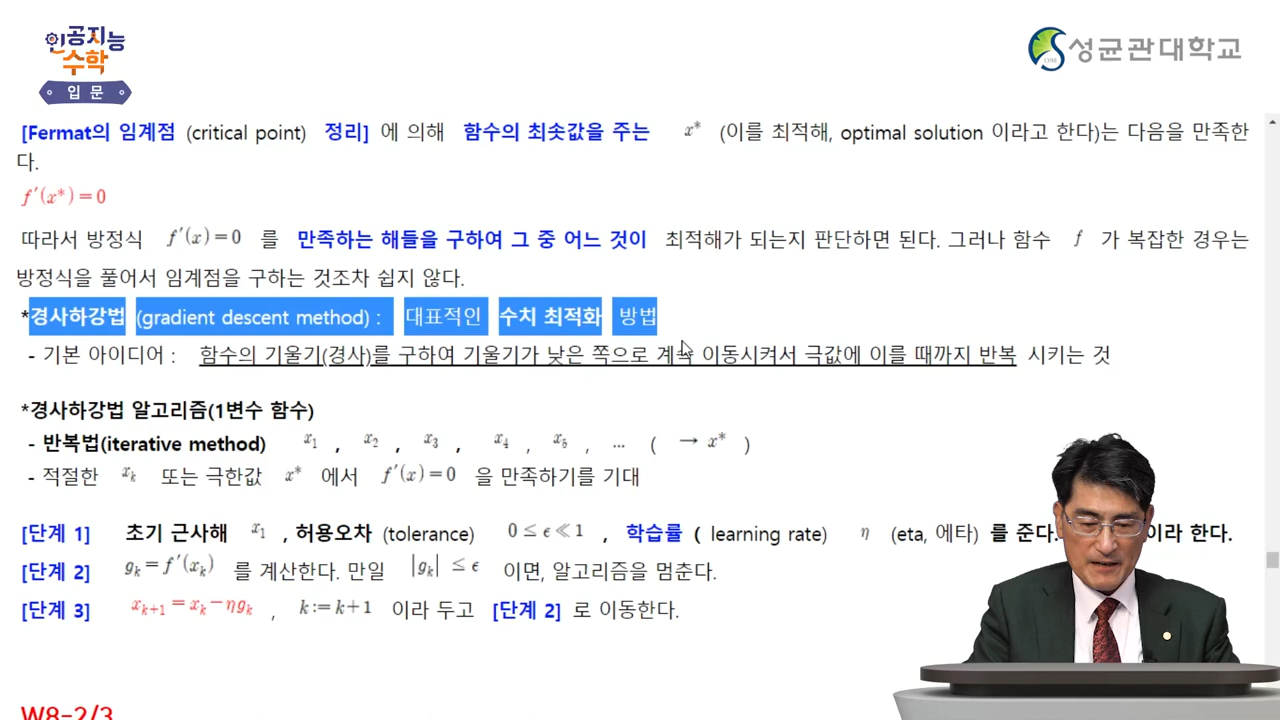 인공지능
수학
입문
성균관대학교
[Fermat의 임계점 (critical point) 정리] 에 의해 함수의 최솟값을 주는 x* (이를 최적해, optimal solution 이라고 한다)는 다음을 만족한
다.
f′(x*)=0
따라서 방정식 f′(x)=0 를 만족하는 해들을 구하여 그 중 어느 것이 최적해가 되는지 판단하면 된다. 그러나 함수 f 가 복잡한 경우는
방정식을 풀어서 임계점을 구하는 것조차 쉽지 않다.
*경사하강법 (gradient descent method) : 대표적인 수치 최적화 방법
- 기본 아이디어 : 함수의 기울기(경사)를 구하여 기울기가 낮은 쪽으로 계속 이동시켜서 극값에 이를 때까지 반복 시키는 것
*경사하강법 알고리즘(1변수 함수)
- 반복법(iterative method) x₁ , x₂ , x₃ , x₄ , x₅ , ... ( → x* )
- 적절한 xₖ 또는 극한값 x* 에서 f′(x)=0 을 만족하기를 기대
[단계 1] 초기 근사해 x₁ , 허용오차 (tolerance) 0≤ϵ≪1 , 학습률 ( learning rate) η (eta, 에타) 를 준다. 이라 한다.
[단계 2] gₖ=f′(xₖ) 를 계산한다. 만일 |gₖ|≤ϵ 이면, 알고리즘을 멈춘다.
[단계 3] xₖ₊₁=xₖ−ηgₖ , k:=k+1 이라 두고 [단계 2] 로 이동한다.
W8-2/3